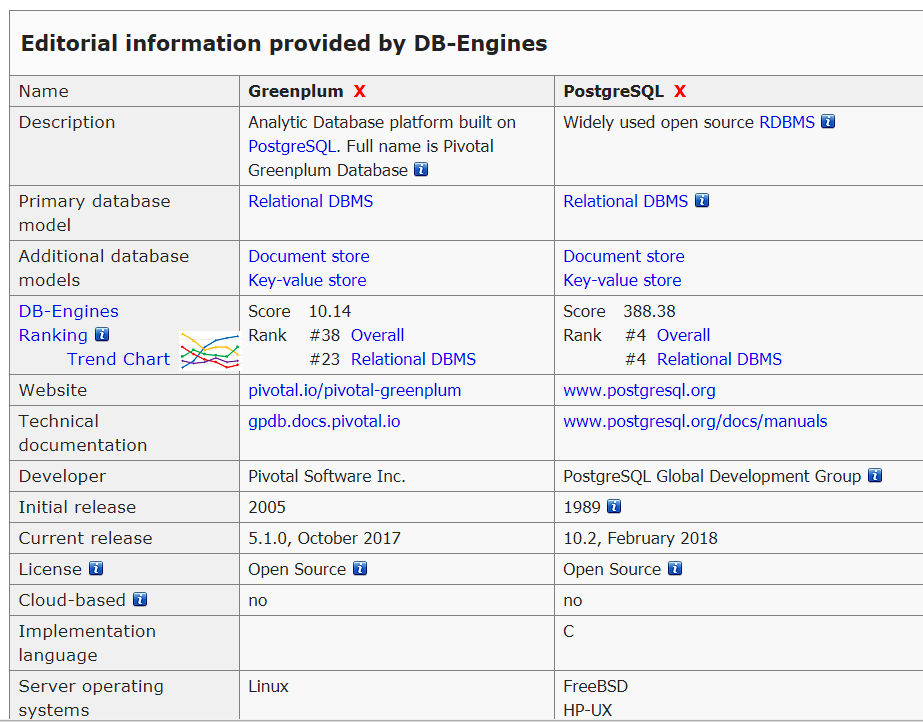 Editorial information provided by DB-Engines
Name Greenplum X PostgreSQL X
Description Analytic Database platform built on Widely used open source RDBMS
PostgreSQL. Full name is Pivotal
Greenplum Database
Primary database Relational DBMS Relational DBMS
model
Additional database Document store Document store
models Key-value store Key-value store
DB-Engines Score 10.14 Score 388.38
Ranking Rank #38 Overall Rank #4 Overall
Trend Chart #23 Relational DBMS #4 Relational DBMS
Website pivotal.io/pivotal-greenplum www.postgresql.org
Technical gpdb.docs.pivotal.io www.postgresql.org/docs/manuals
documentation
Developer Pivotal Software Inc. PostgreSQL Global Development Group
Initial release 2005 1989
Current release 5.1.0, October 2017 10.2, February 2018
License Open Source Open Source
Cloud-based no no
Implementation C
language
Server operating Linux FreeBSD
systems HP-UX